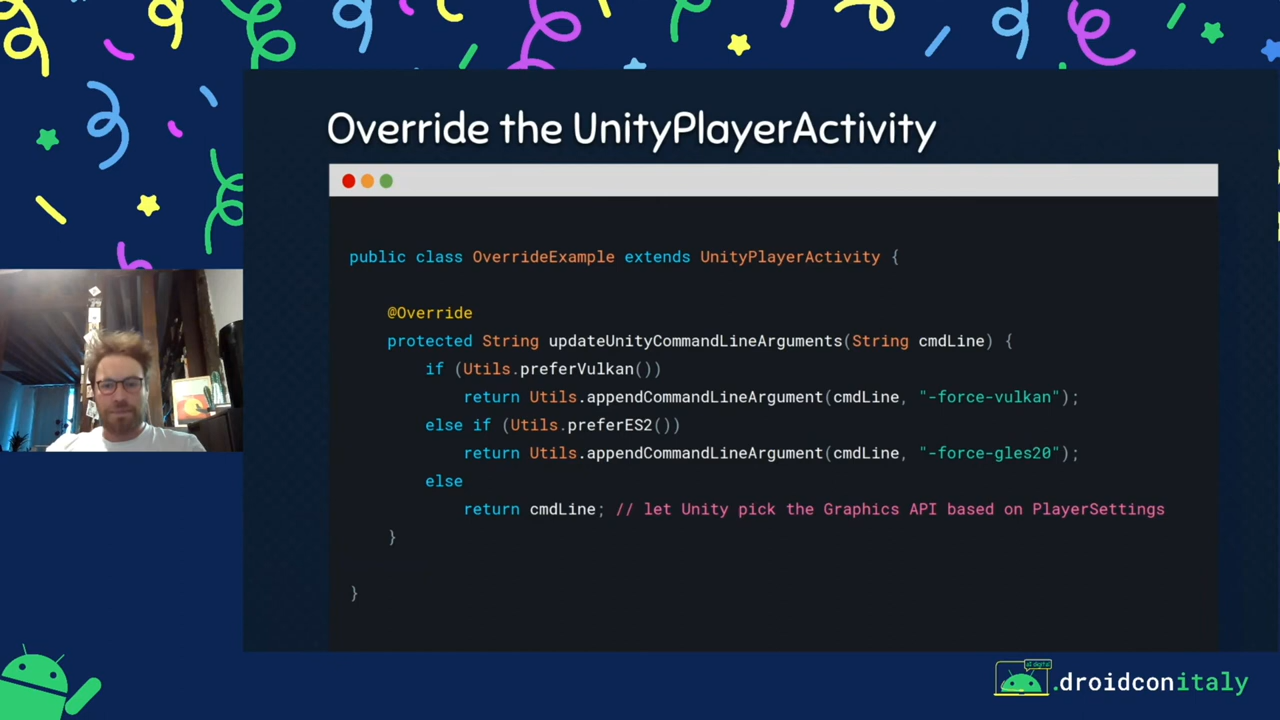 Override the UnityPlayerActivity
public class OverrideExample extends UnityPlayerActivity {
@Override
protected String updateUnityCommandLineArguments(String cmdLine) {
if (Utils.preferVulkan())
return Utils.appendCommandLineArgument(cmdLine, "-force-vulkan");
else if (Utils.preferES2())
return Utils.appendCommandLineArgument(cmdLine, "-force-gles20");
else
return cmdLine; // let Unity pick the Graphics API based on PlayerSettings
}
}
.droidconitaly